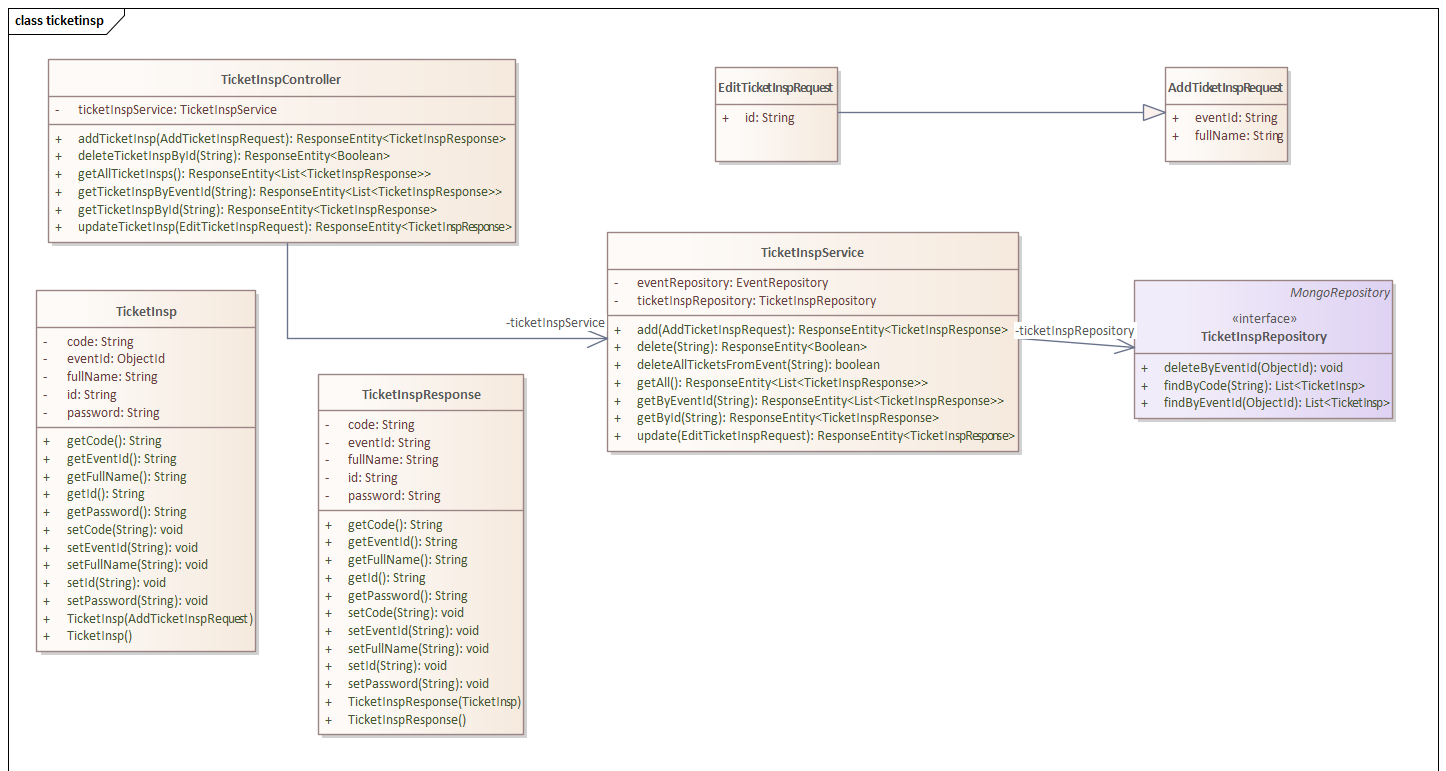 class ticketinsp
TicketInspController
- ticketInspService: TicketInspService
+ addTicketInsp(AddTicketInspRequest): ResponseEntity<TicketInspResponse>
+ deleteTicketInspById(String): ResponseEntity<Boolean>
+ getAllTicketInsps(): ResponseEntity<List<TicketInspResponse>>
+ getTicketInspByEventId(String): ResponseEntity<List<TicketInspResponse>>
+ getTicketInspById(String): ResponseEntity<TicketInspResponse>
+ updateTicketInsp(EditTicketInspRequest): ResponseEntity<TicketInspResponse>
EditTicketInspRequest
+ id: String
AddTicketInspRequest
+ eventId: String
+ fullName: String
TicketInspService
- eventRepository: EventRepository
- ticketInspRepository: TicketInspRepository
+ add(AddTicketInspRequest): ResponseEntity<TicketInspResponse>
+ delete(String): ResponseEntity<Boolean>
+ deleteAllTicketsFromEvent(String): boolean
+ getAll(): ResponseEntity<List<TicketInspResponse>>
+ getByEventId(String): ResponseEntity<List<TicketInspResponse>>
+ getById(String): ResponseEntity<TicketInspResponse>
+ update(EditTicketInspRequest): ResponseEntity<TicketInspResponse>
-ticketInspService
-ticketInspRepository
MongoRepository
«interface»
TicketInspRepository
+ deleteByEventId(ObjectId): void
+ findByCode(String): List<TicketInsp>
+ findByEventId(ObjectId): List<TicketInsp>
TicketInsp
- code: String
- eventId: ObjectId
- fullName: String
- id: String
- password: String
+ getCode(): String
+ getEventId(): String
+ getFullName(): String
+ getId(): String
+ getPassword(): String
+ setCode(String): void
+ setEventId(String): void
+ setFullName(String): void
+ setId(String): void
+ setPassword(String): void
+ TicketInsp(AddTicketInspRequest)
+ TicketInsp()
TicketInspResponse
- code: String
- eventId: String
- fullName: String
- id: String
- password: String
+ getCode(): String
+ getEventId(): String
+ getFullName(): String
+ getId(): String
+ getPassword(): String
+ setCode(String): void
+ setEventId(String): void
+ setFullName(String): void
+ setId(String): void
+ setPassword(String): void
+ TicketInspResponse(TicketInsp)
+ TicketInspResponse()